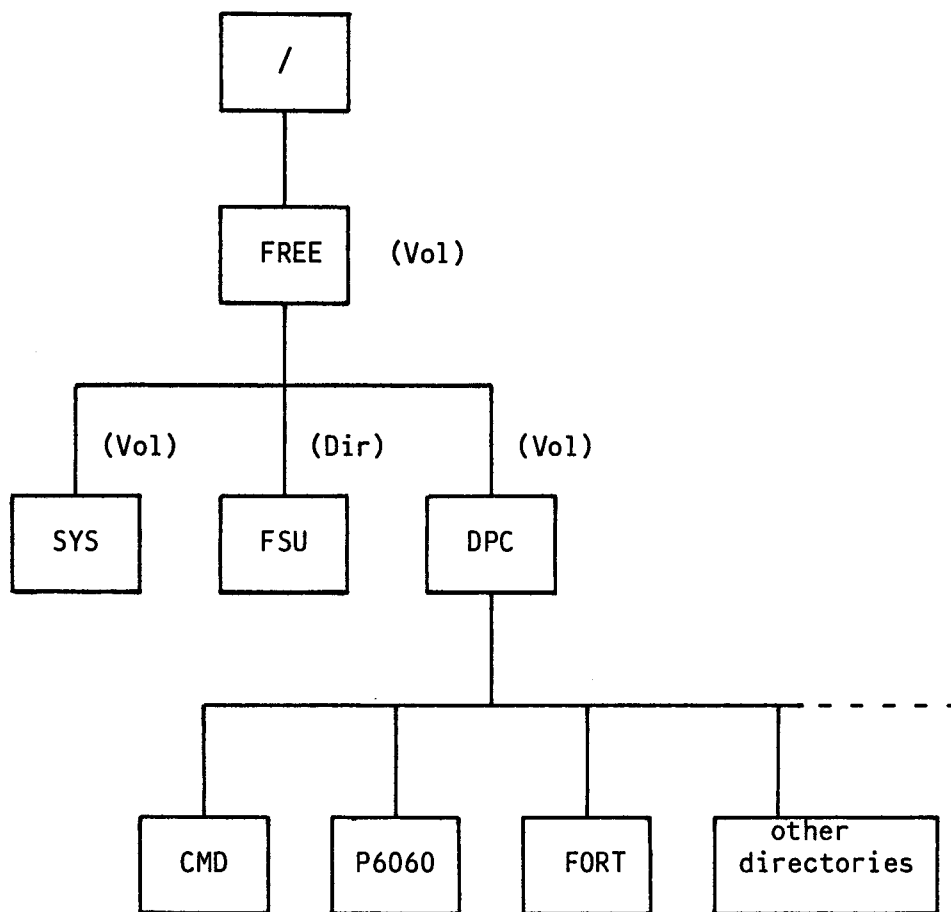 /
FREE (Vol)
(Vol) (Dir) (Vol)
SYS FSU DPC
CMD P6060 FORT other
directories